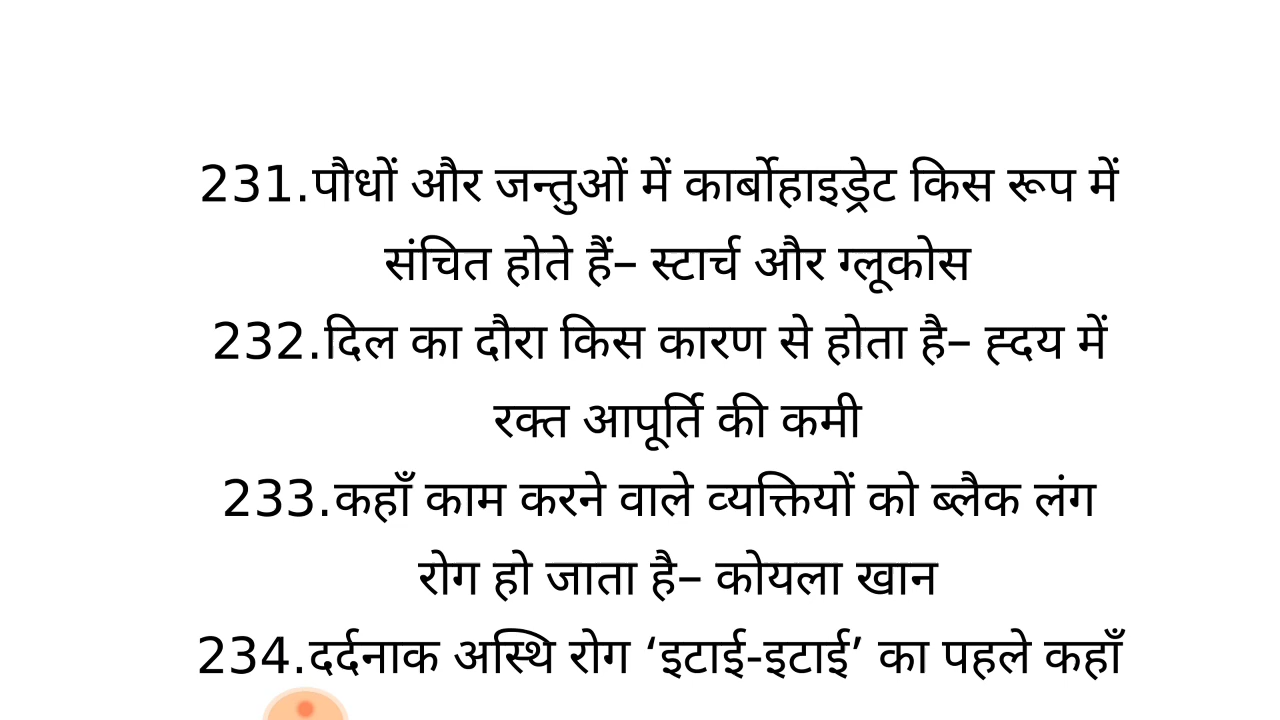 231.पौधों और जन्तुओं में कार्बोहाइड्रेट किस रूप में
संचित होते हैं– स्टार्च और ग्लूकोस
232.दिल का दौरा किस कारण से होता है– ह्दय में
रक्त आपूर्ति की कमी
233.कहाँ काम करने वाले व्यक्तियों को ब्लैक लंग
रोग हो जाता है– कोयला खान
234.दर्दनाक अस्थि रोग ‘इटाई-इटाई’ का पहले कहाँ